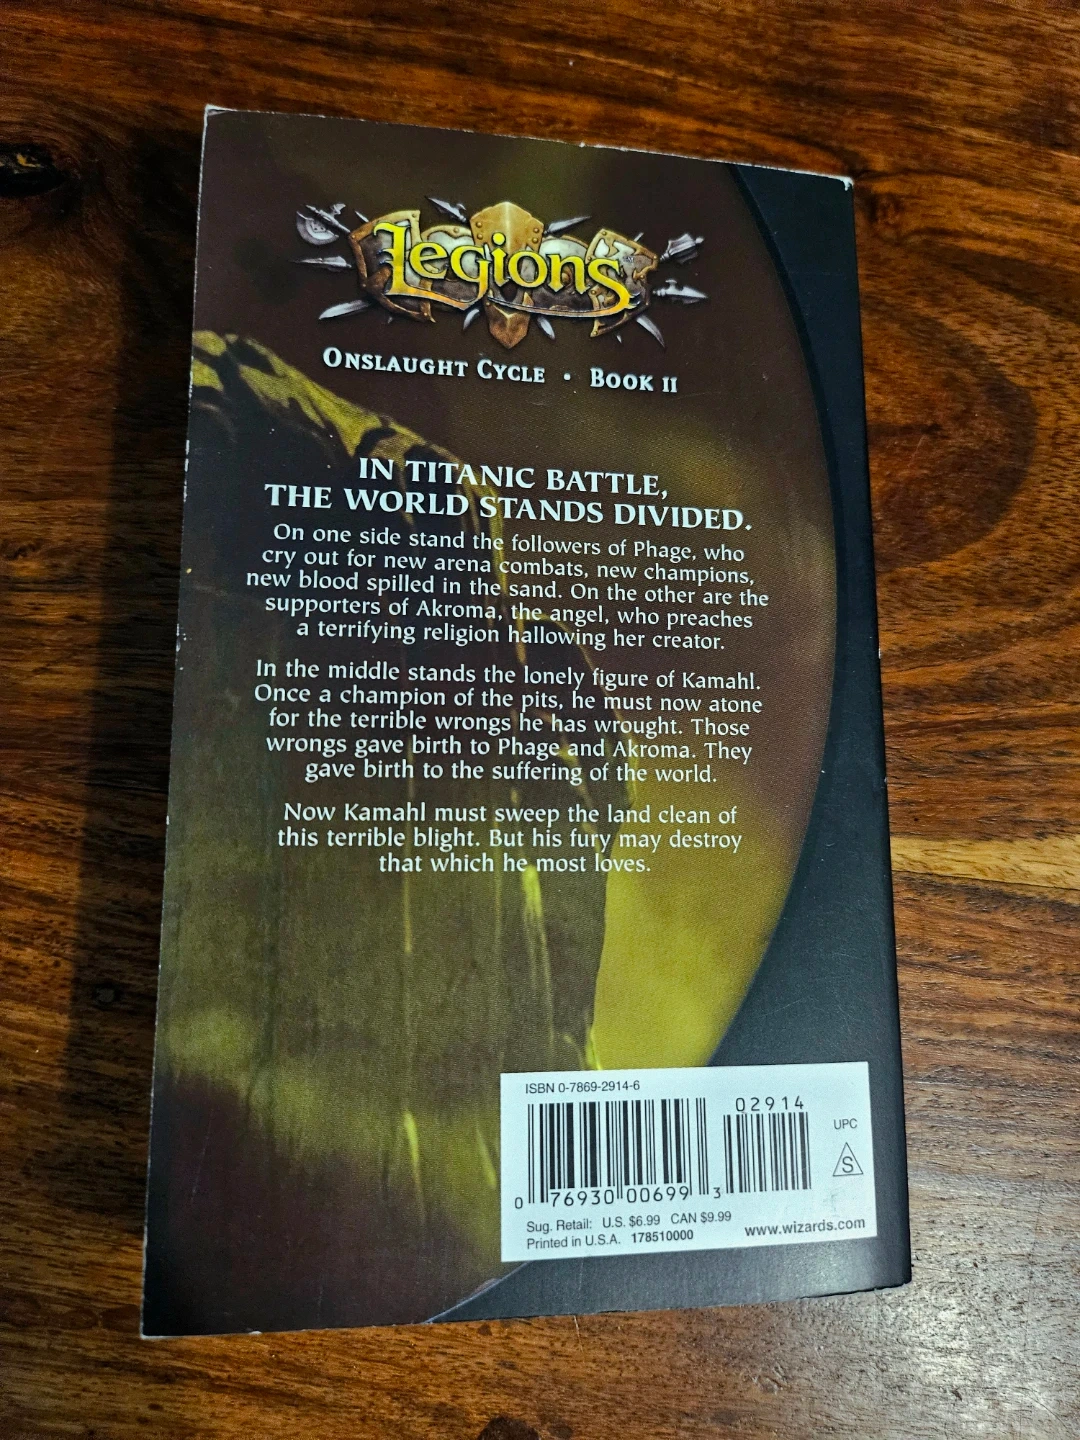 Legions
Onslaught Cycle • Book II
IN TITANIC BATTLE,
THE WORLD STANDS DIVIDED.
On one side stand the followers of Phage, who
cry out for new arena combats, new champions,
new blood spilled in the sand. On the other are the
supporters of Akroma, the angel, who preaches
a terrifying religion hallowing her creator.
In the middle stands the lonely figure of Kamahl.
Once a champion of the pits, he must now atone
for the terrible wrongs he has wrought. Those
wrongs gave birth to Phage and Akroma. They
gave birth to the suffering of the world.
Now Kamahl must sweep the land clean of
this terrible blight. But his fury may destroy
that which he most loves.
ISBN 0-7869-2914-6
02914
UPC
S
0 76930 00699 3
Sug. Retail: U.S. $6.99 CAN $9.99
Printed in U.S.A. 178510000
www.wizards.com